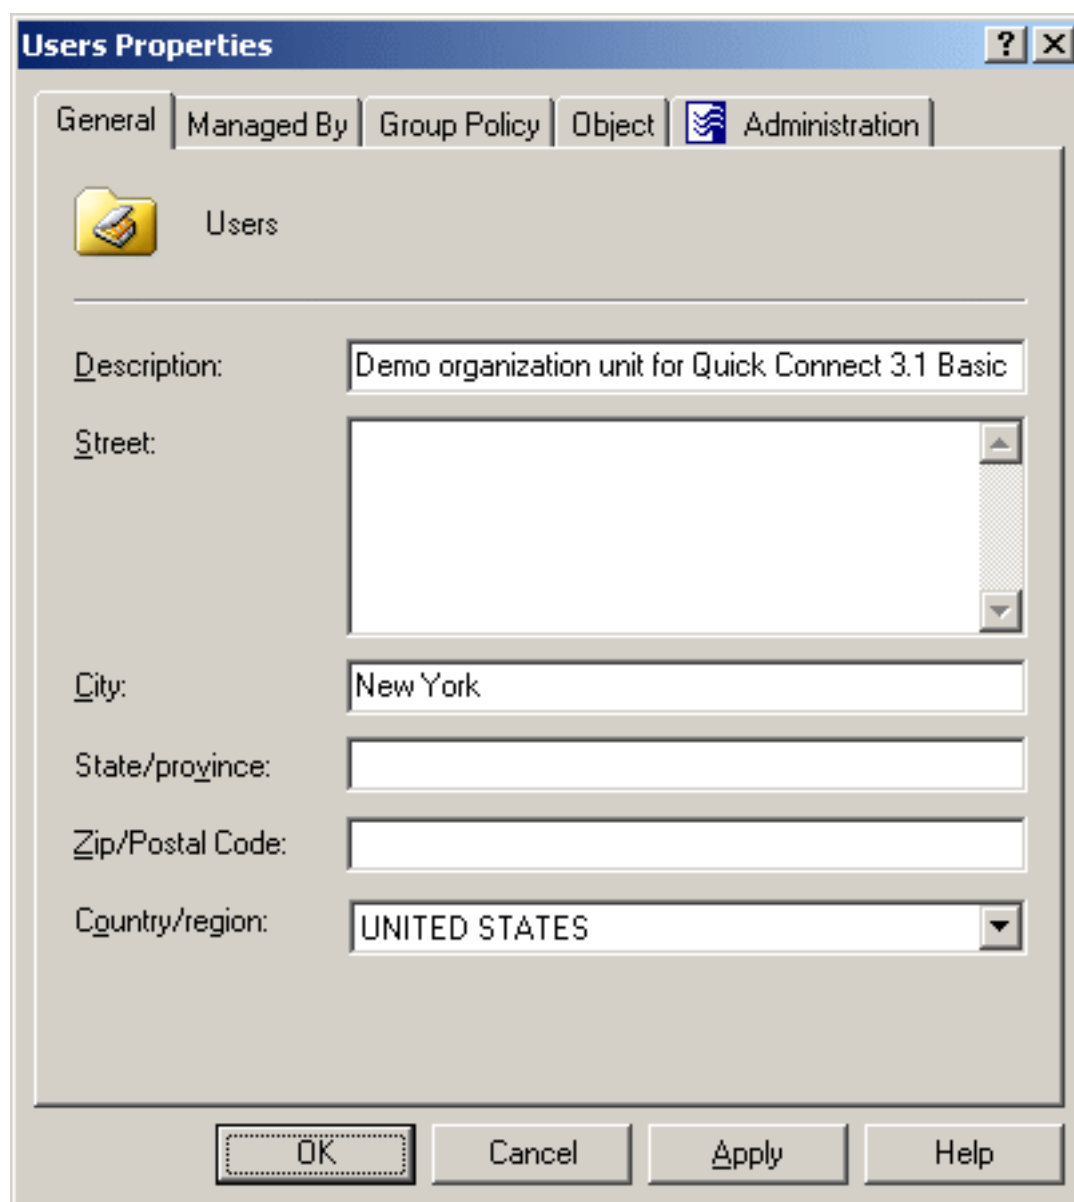 Users Properties
General Managed By Group Policy Object Administration
Users
Description: Demo organization unit for Quick Connect 3.1 Basic
Street:
City: New York
State/province:
Zip/Postal Code:
Country/region: UNITED STATES
OK Cancel Apply Help